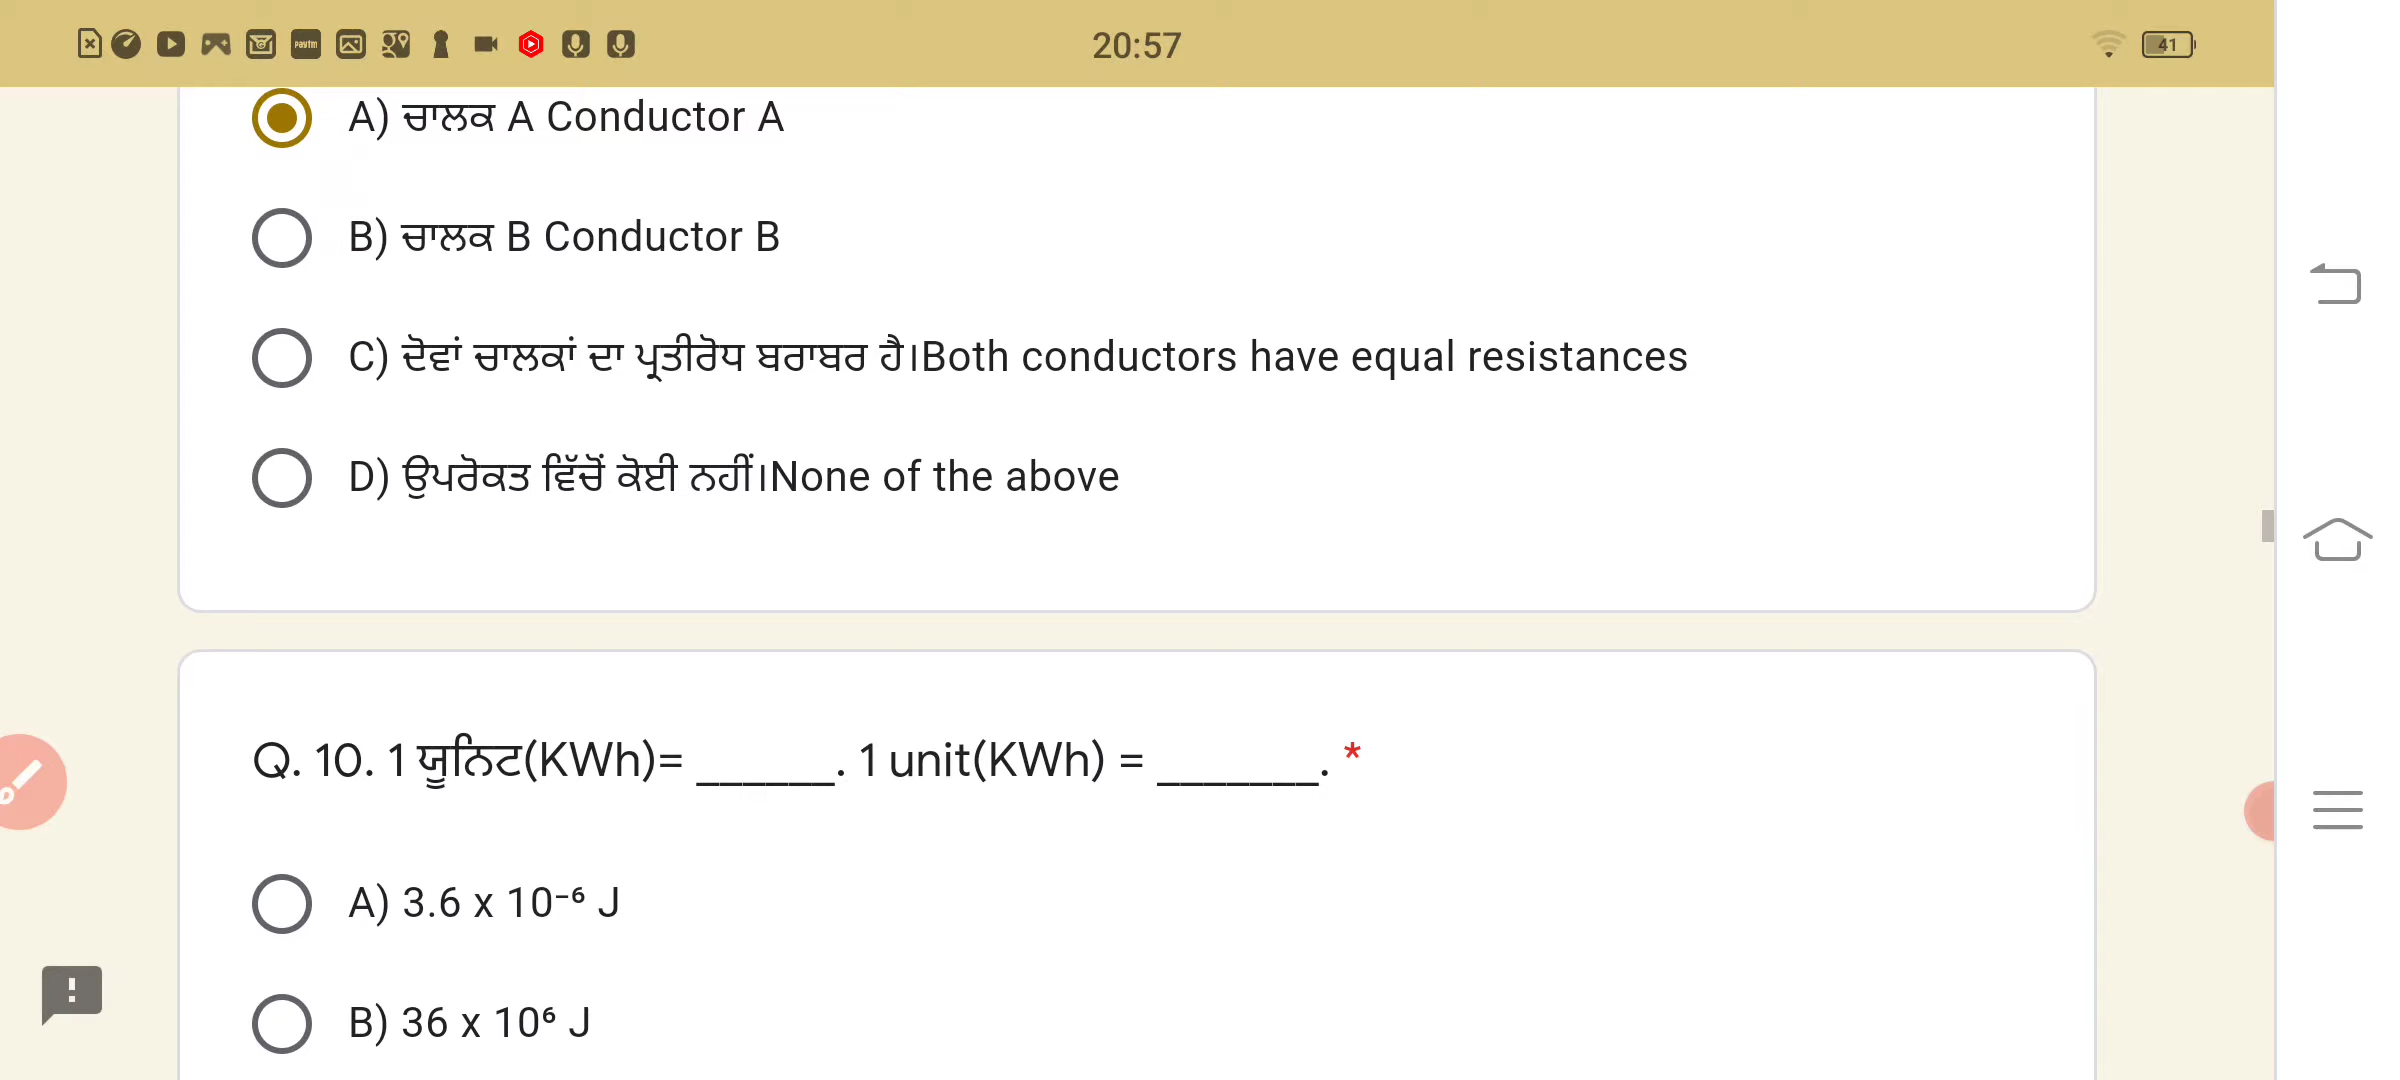 20:57
41
A) ਚਾਲਕ A Conductor A
B) ਚਾਲਕ B Conductor B
C) ਦੋਵਾਂ ਚਾਲਕਾਂ ਦਾ ਪ੍ਰਤੀਰੋਧ ਬਰਾਬਰ ਹੈ।Both conductors have equal resistances
D) ਉਪਰੋਕਤ ਵਿੱਚੋਂ ਕੋਈ ਨਹੀਂ।None of the above
Q. 10. 1 ਯੂਨਿਟ(KWh)= ______. 1 unit(KWh) = _______. *
A) 3.6 x 10⁻⁶ J
B) 36 x 10⁶ J